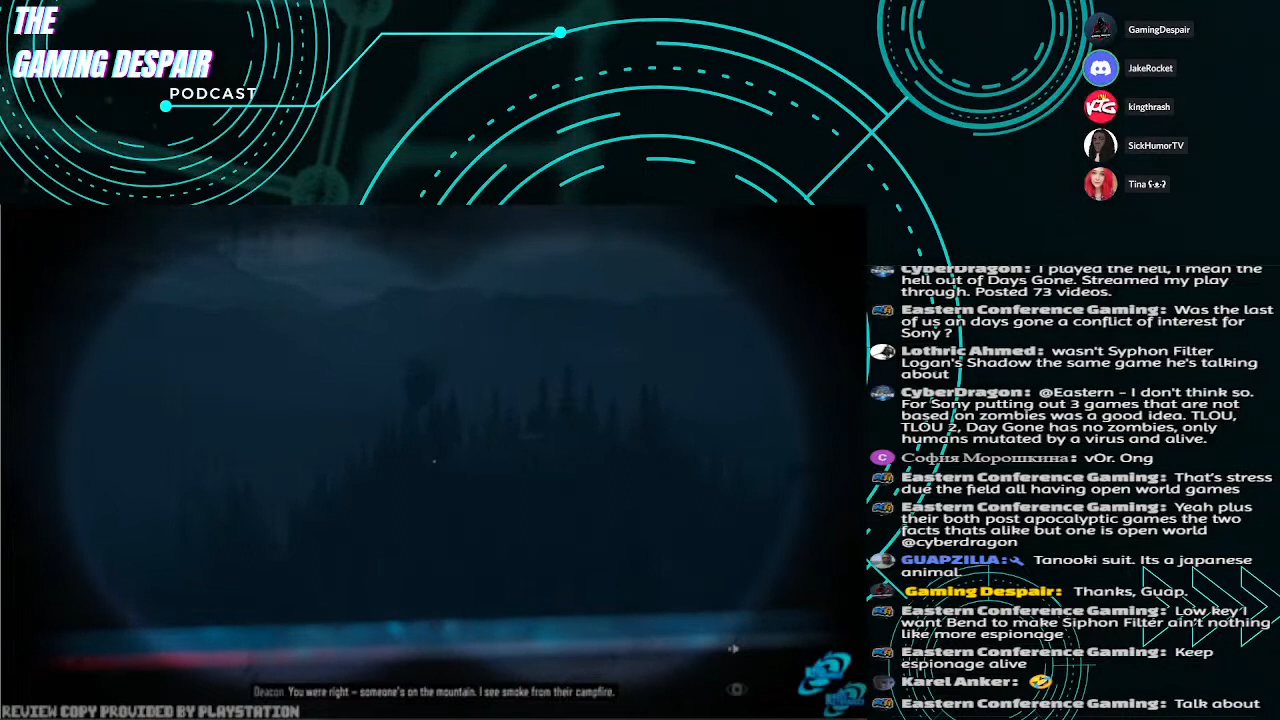 THE
GAMING DESPAIR
PODCAST
GamingDespair
JakeRocket
kingthrash
SickHumorTV
Tina ʕ·ᴥ·ʔ
CyberDragon: I played the hell, I mean the
hell out of Days Gone. Streamed my play
through. Posted 73 videos.
Eastern Conference Gaming: Was the last
of us an days gone a conflict of interest for
Sony ?
Lothric Ahmed: wasn't Syphon Filter
Logan's Shadow the same game he's talking
about
CyberDragon: @Eastern - I don't think so.
For Sony putting out 3 games that are not
based on zombies was a good idea. TLOU,
TLOU 2, Day Gone has no zombies, only
humans mutated by a virus and alive.
София Морошкина: vOr. Ong
Eastern Conference Gaming: That's stress
due the field all having open world games
Eastern Conference Gaming: Yeah plus
their both post apocalyptic games the two
facts thats alike but one is open world
@cyberdragon
GUAPZILLA: Tanooki suit. Its a japanese
animal.
Gaming Despair: Thanks, Guap.
Eastern Conference Gaming: Low key I
want Bend to make Siphon Filter ain't nothing
like more espionage
Eastern Conference Gaming: Keep
espionage alive
Karel Anker: 🤣
Eastern Conference Gaming: Talk about
Deacon: You were right – someone's on the mountain. I see smoke from their campfire.
REVIEW COPY PROVIDED BY PLAYSTATION